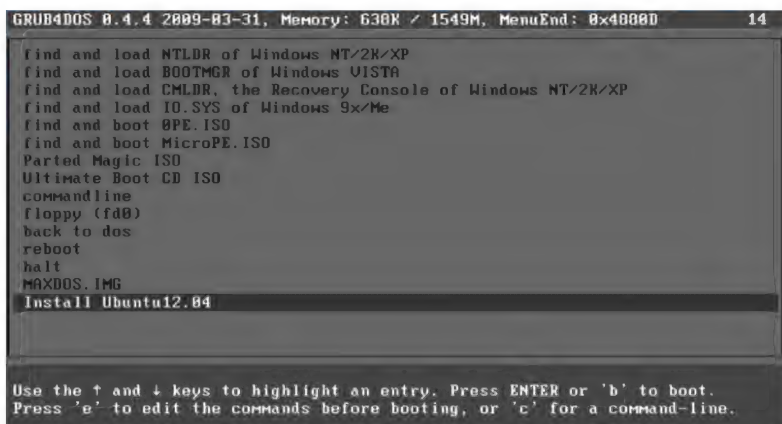 GRUB4DOS 0.4.4 2009-03-31, Memory: 638K / 1549M, MenuEnd: 0x4880D 14
find and load NTLDR of Windows NT/2K/XP
find and load BOOTMGR of Windows VISTA
find and load CMLDR, the Recovery Console of Windows NT/2K/XP
find and load IO.SYS of Windows 9x/Me
find and boot 0PE.ISO
find and boot MicroPE.ISO
Parted Magic ISO
Ultimate Boot CD ISO
commandline
floppy (fd0)
back to dos
reboot
halt
MAXDOS.IMG
Install Ubuntu12.04
Use the ↑ and ↓ keys to highlight an entry. Press ENTER or 'b' to boot.
Press 'e' to edit the commands before booting, or 'c' for a command-line.